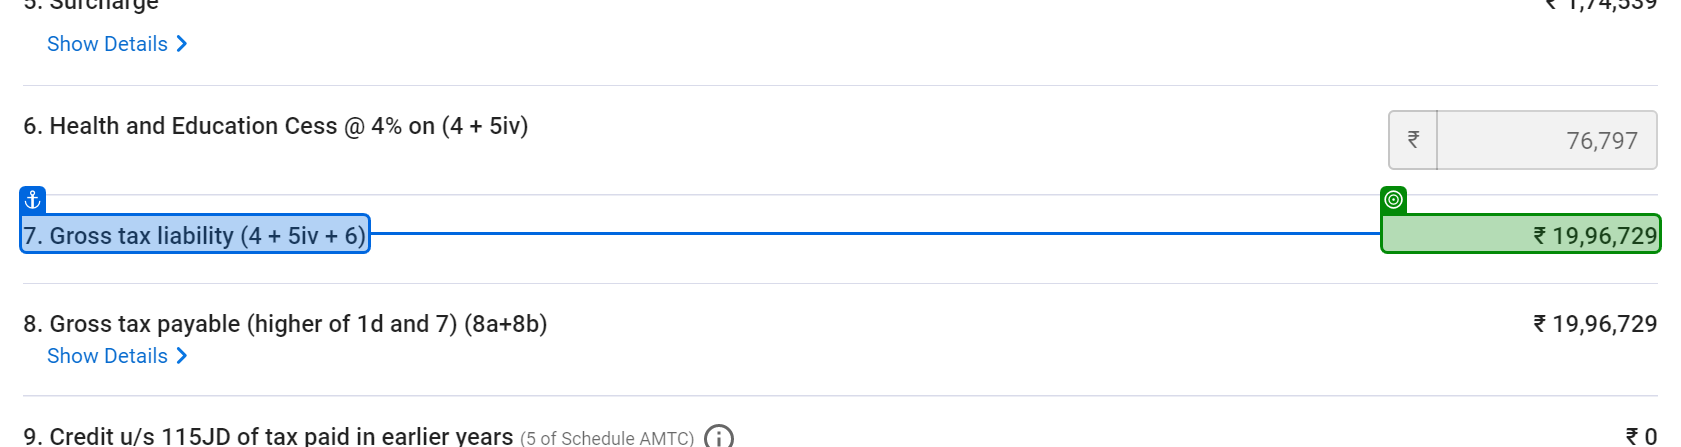 5. Surcharge ₹ 1,74,539
Show Details
6. Health and Education Cess @ 4% on (4 + 5iv) ₹ 76,797
7. Gross tax liability (4 + 5iv + 6) ₹ 19,96,729
8. Gross tax payable (higher of 1d and 7) (8a+8b) ₹ 19,96,729
Show Details
9. Credit u/s 115JD of tax paid in earlier years (5 of Schedule AMTC) ₹ 0